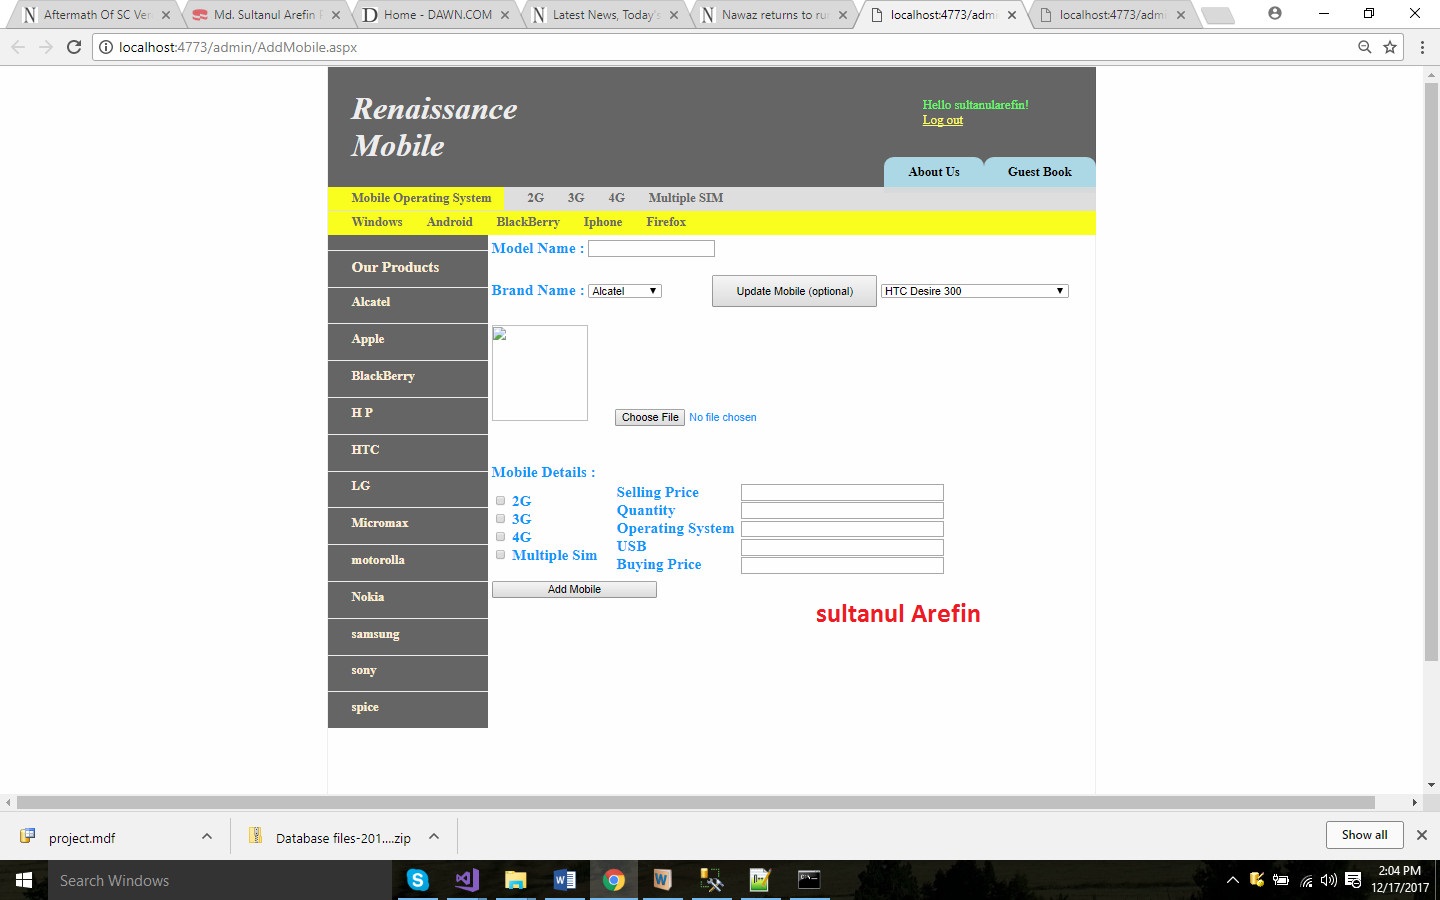 Aftermath Of SC Ver
Md. Sultanul Arefin
Home - DAWN.COM
Latest News, Today's
Nawaz returns to ru
localhost:4773/admi
localhost:4773/admi
localhost:4773/admin/AddMobile.aspx
Renaissance
Mobile
Hello sultanularefin!
Log out
About Us
Guest Book
Mobile Operating System 2G 3G 4G Multiple SIM
Windows Android BlackBerry Iphone Firefox
Our Products
Alcatel
Apple
BlackBerry
H P
HTC
LG
Micromax
motorolla
Nokia
samsung
sony
spice
Model Name :
Brand Name : Alcatel Update Mobile (optional) HTC Desire 300
Choose File No file chosen
Mobile Details :
2G
3G
4G
Multiple Sim
Selling Price
Quantity
Operating System
USB
Buying Price
Add Mobile
sultanul Arefin
project.mdf
Database files-201....zip
Show all
Search Windows
2:04 PM
12/17/2017